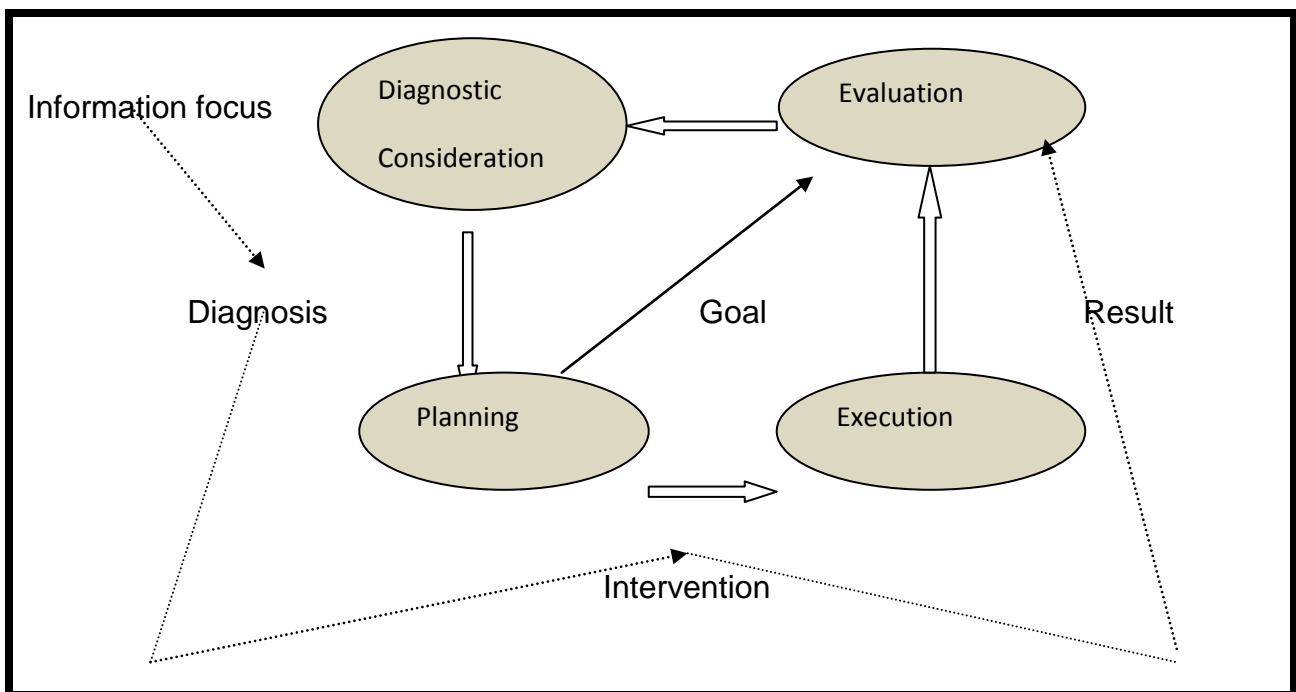 Diagnostic
Consideration
Evaluation
Information focus
Diagnosis
Goal
Result
Planning
Execution
Intervention